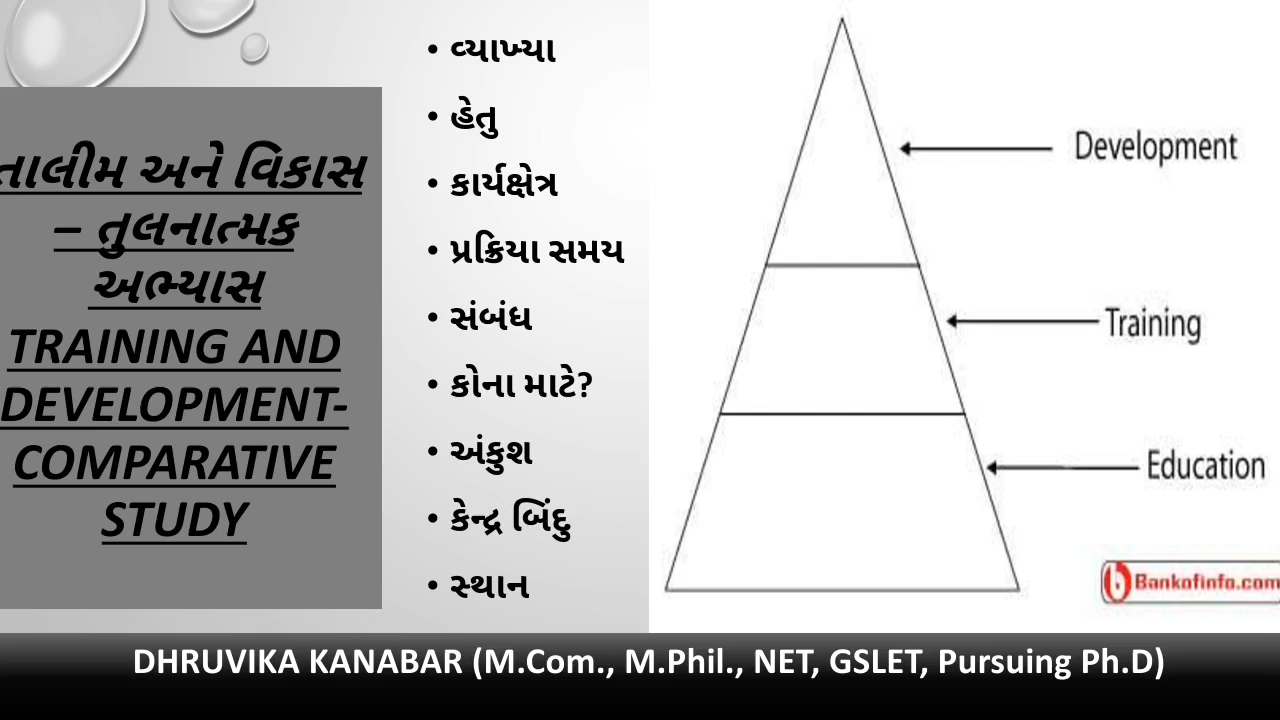 તાલીમ અને વિકાસ
– તુલનાત્મક
અભ્યાસ
TRAINING AND
DEVELOPMENT-
COMPARATIVE
STUDY
• વ્યાખ્યા
• હેતુ
• કાર્યક્ષેત્ર
• પ્રક્રિયા સમય
• સંબંધ
• કોના માટે?
• અંકુશ
• કેન્દ્ર બિંદુ
• સ્થાન
Development
Training
Education
Bankofinfo.com
DHRUVIKA KANABAR (M.Com., M.Phil., NET, GSLET, Pursuing Ph.D)